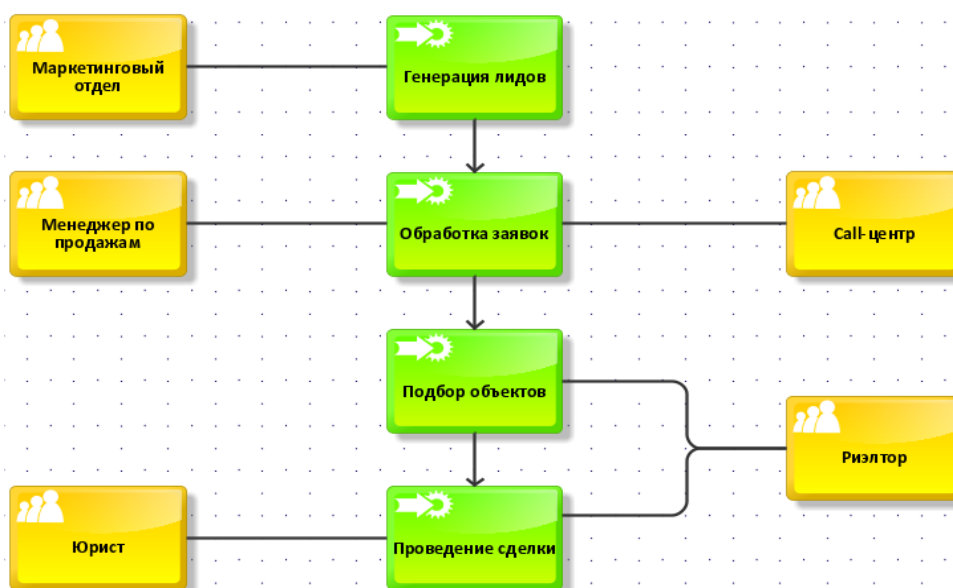 Маркетинговый
отдел
Генерация лидов
Менеджер по
продажам
Обработка заявок
Call-центр
Подбор объектов
Риэлтор
Юрист
Проведение сделки